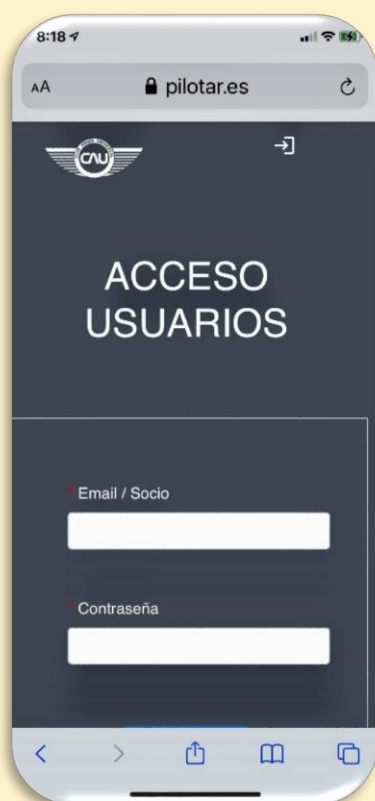 8:18
AA pilotar.es
CAU
ACCESO
USUARIOS
* Email / Socio
* Contraseña